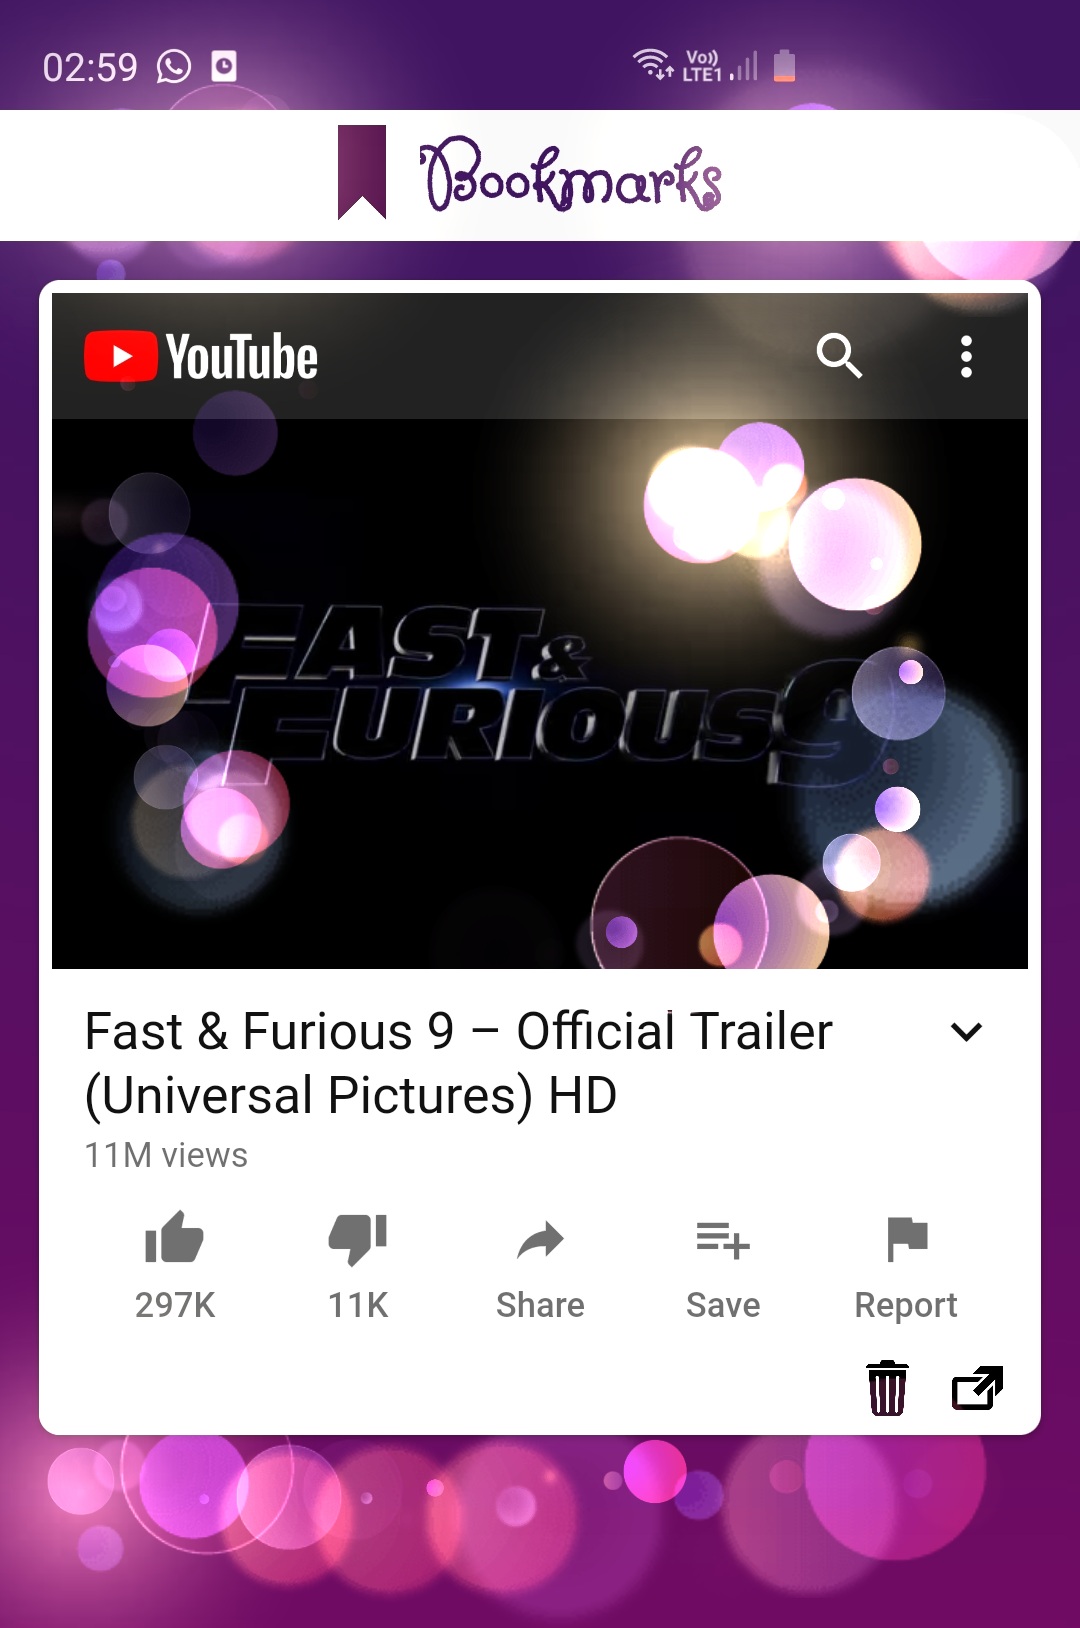 02:59
Vo)) LTE1
Bookmarks
YouTube
FAST &
FURIOUS 9
Fast & Furious 9 – Official Trailer
(Universal Pictures) HD
11M views
297K 11K Share Save Report